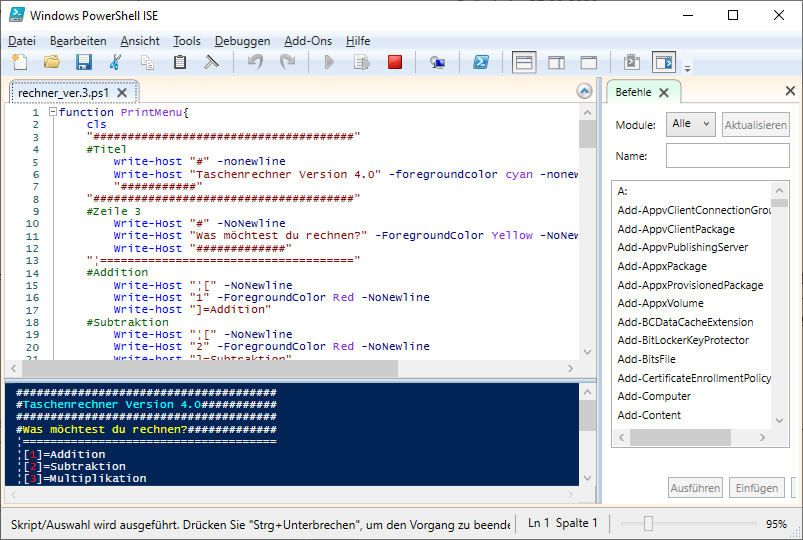 Windows PowerShell ISE
Datei Bearbeiten Ansicht Tools Debuggen Add-Ons Hilfe
rechner_ver.3.ps1
1 function PrintMenu{
2 cls
3 "######################################"
4 #Titel
5 write-host "#" -nonewline
6 write-host "Taschenrechner Version 4.0" -foregroundcolor cyan -nonew
7 "###########"
8 "######################################"
9 #Zeile 3
10 Write-Host "#" -NoNewline
11 Write-Host "Was möchtest du rechnen?" -ForegroundColor Yellow -NoNew
12 Write-Host "#############"
13 "¦====================================="
14 #Addition
15 Write-Host "¦[" -NoNewline
16 Write-Host "1" -ForegroundColor Red -NoNewline
17 Write-Host "]=Addition"
18 #Subtraktion
19 Write-Host "¦[" -NoNewline
20 Write-Host "2" -ForegroundColor Red -NoNewline
21 Write-Host "]=Subtraktion"
######################################
#Taschenrechner Version 4.0###########
######################################
#Was möchtest du rechnen?#############
¦=====================================
¦[1]=Addition
¦[2]=Subtraktion
¦[3]=Multiplikation
Befehle
Module: Alle Aktualisieren
Name:
A:
Add-AppvClientConnectionGrou
Add-AppvClientPackage
Add-AppvPublishingServer
Add-AppxPackage
Add-AppxProvisionedPackage
Add-AppxVolume
Add-BCDataCacheExtension
Add-BitLockerKeyProtector
Add-BitsFile
Add-CertificateEnrollmentPolicy
Add-Computer
Add-Content
Ausführen Einfügen
Skript/Auswahl wird ausgeführt. Drücken Sie "Strg+Unterbrechen", um den Vorgang zu beende
Ln 1 Spalte 1 95%